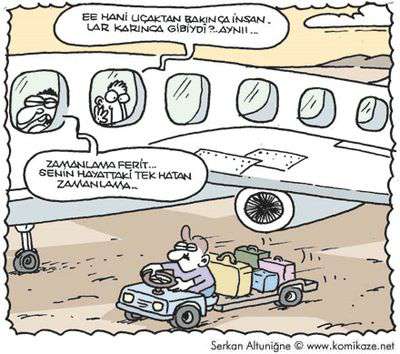 EE HANİ UÇAKTAN BAKINCA İNSAN.
LAR KARINCA GİBİYDİ?..AYNII...
ZAMANLAMA FERİT...
SENİN HAYATTAKİ TEK HATAN
ZAMANLAMA...
Serkan Altuniğne © www.komikaze.net